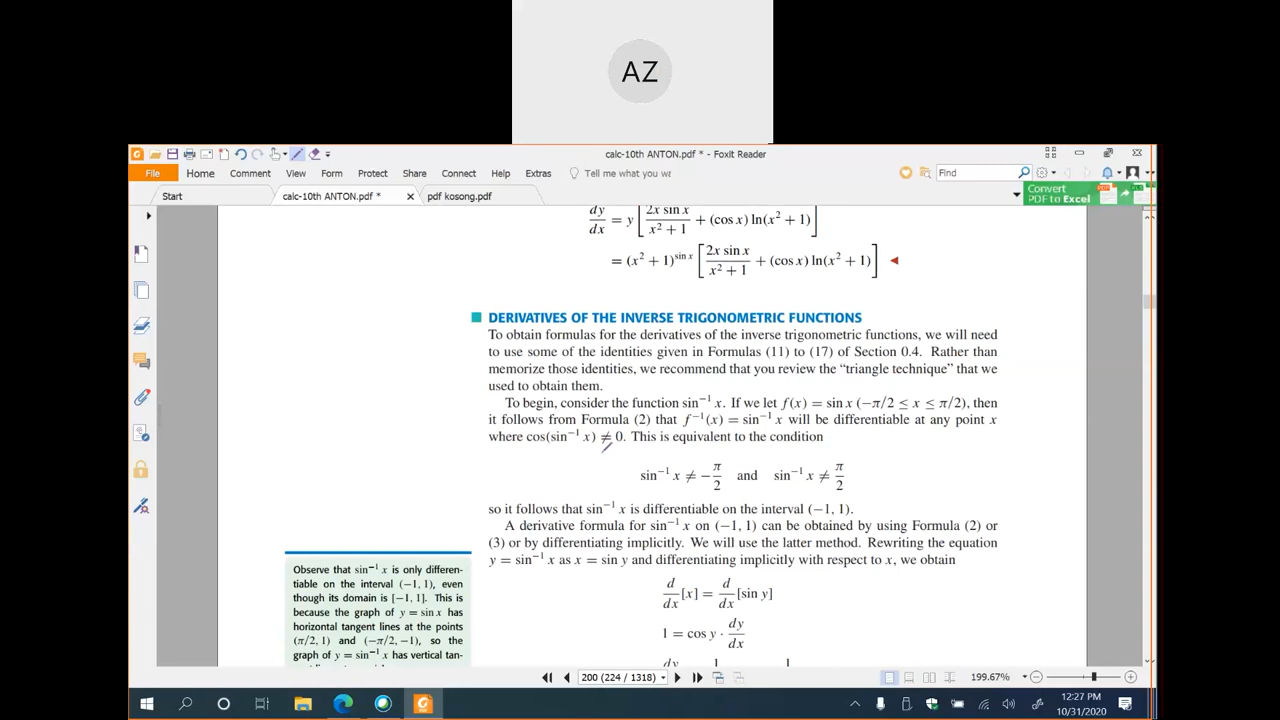 AZ
calc-10th ANTON.pdf * - Foxit Reader
File Home Comment View Form Protect Share Connect Help Extras Tell me what you wa Find
Start calc-10th ANTON.pdf * pdf kosong.pdf
Convert
PDF to Excel
dy/dx = y [ 2x sin x / x² + 1 + (cos x) ln(x² + 1) ]
= (x² + 1)^sin x [ 2x sin x / x² + 1 + (cos x) ln(x² + 1) ] ◄
DERIVATIVES OF THE INVERSE TRIGONOMETRIC FUNCTIONS
To obtain formulas for the derivatives of the inverse trigonometric functions, we will need
to use some of the identities given in Formulas (11) to (17) of Section 0.4. Rather than
memorize those identities, we recommend that you review the “triangle technique” that we
used to obtain them.
To begin, consider the function sin⁻¹ x. If we let f(x) = sin x (−π/2 ≤ x ≤ π/2), then
it follows from Formula (2) that f⁻¹(x) = sin⁻¹ x will be differentiable at any point x
where cos(sin⁻¹ x) ≠ 0. This is equivalent to the condition
sin⁻¹ x ≠ −π/2 and sin⁻¹ x ≠ π/2
so it follows that sin⁻¹ x is differentiable on the interval (−1, 1).
A derivative formula for sin⁻¹ x on (−1, 1) can be obtained by using Formula (2) or
(3) or by differentiating implicitly. We will use the latter method. Rewriting the equation
y = sin⁻¹ x as x = sin y and differentiating implicitly with respect to x, we obtain
d/dx [x] = d/dx [sin y]
1 = cos y · dy/dx
dy 1 1
Observe that sin⁻¹ x is only differen-
tiable on the interval (−1, 1), even
though its domain is [−1, 1]. This is
because the graph of y = sin x has
horizontal tangent lines at the points
(π/2, 1) and (−π/2, −1), so the
graph of y = sin⁻¹ x has vertical tan-
200 (224 / 1318) 199.67%
12:27 PM
10/31/2020